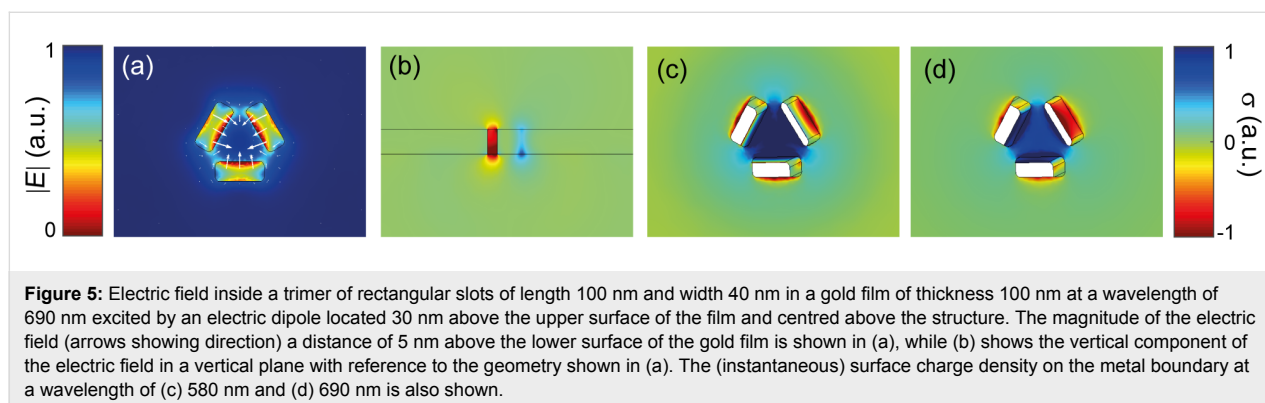 1
|E| (a.u.)
0
(a)
(b)
(c)
(d)
1
0
-1
σ (a.u.)
Figure 5: Electric field inside a trimer of rectangular slots of length 100 nm and width 40 nm in a gold film of thickness 100 nm at a wavelength of
690 nm excited by an electric dipole located 30 nm above the upper surface of the film and centred above the structure. The magnitude of the electric
field (arrows showing direction) a distance of 5 nm above the lower surface of the gold film is shown in (a), while (b) shows the vertical component of
the electric field in a vertical plane with reference to the geometry shown in (a). The (instantaneous) surface charge density on the metal boundary at
a wavelength of (c) 580 nm and (d) 690 nm is also shown.